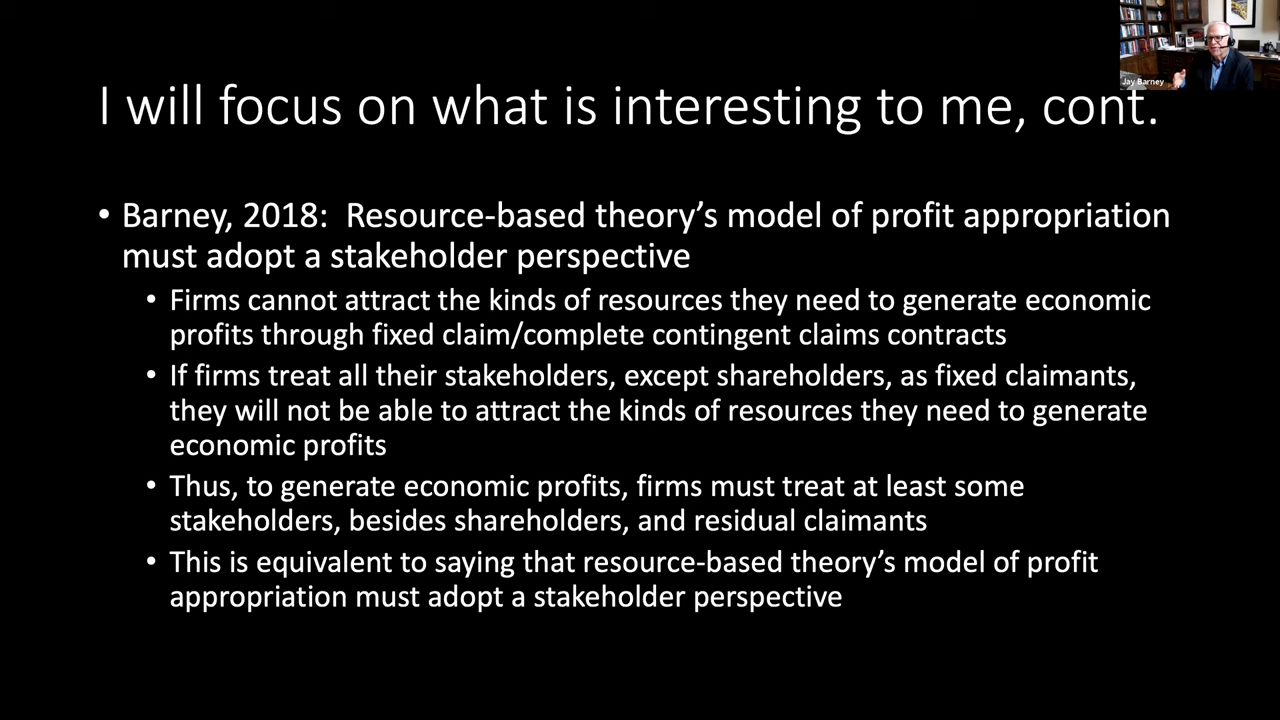 Jay Barney
I will focus on what is interesting to me, cont.
• Barney, 2018:  Resource-based theory’s model of profit appropriation
must adopt a stakeholder perspective
• Firms cannot attract the kinds of resources they need to generate economic
profits through fixed claim/complete contingent claims contracts
• If firms treat all their stakeholders, except shareholders, as fixed claimants,
they will not be able to attract the kinds of resources they need to generate
economic profits
• Thus, to generate economic profits, firms must treat at least some
stakeholders, besides shareholders, and residual claimants
• This is equivalent to saying that resource-based theory’s model of profit
appropriation must adopt a stakeholder perspective